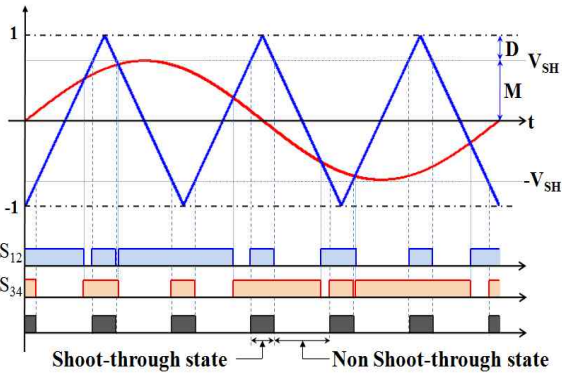 1
D
V_SH
M
t
-V_SH
-1
S_12
S_34
Shoot-through state
Non Shoot-through state